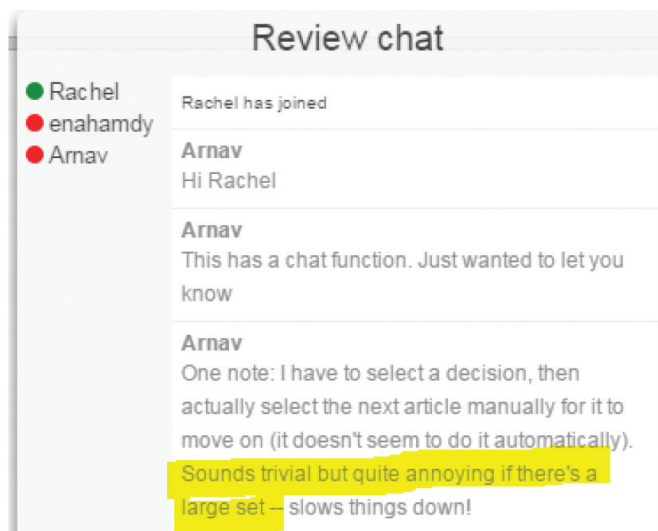 Review chat
Rachel
enahamdy
Arnav
Rachel has joined
Arnav
Hi Rachel
Arnav
This has a chat function. Just wanted to let you
know
Arnav
One note: I have to select a decision, then
actually select the next article manually for it to
move on (it doesn't seem to do it automatically).
Sounds trivial but quite annoying if there's a
large set -- slows things down!